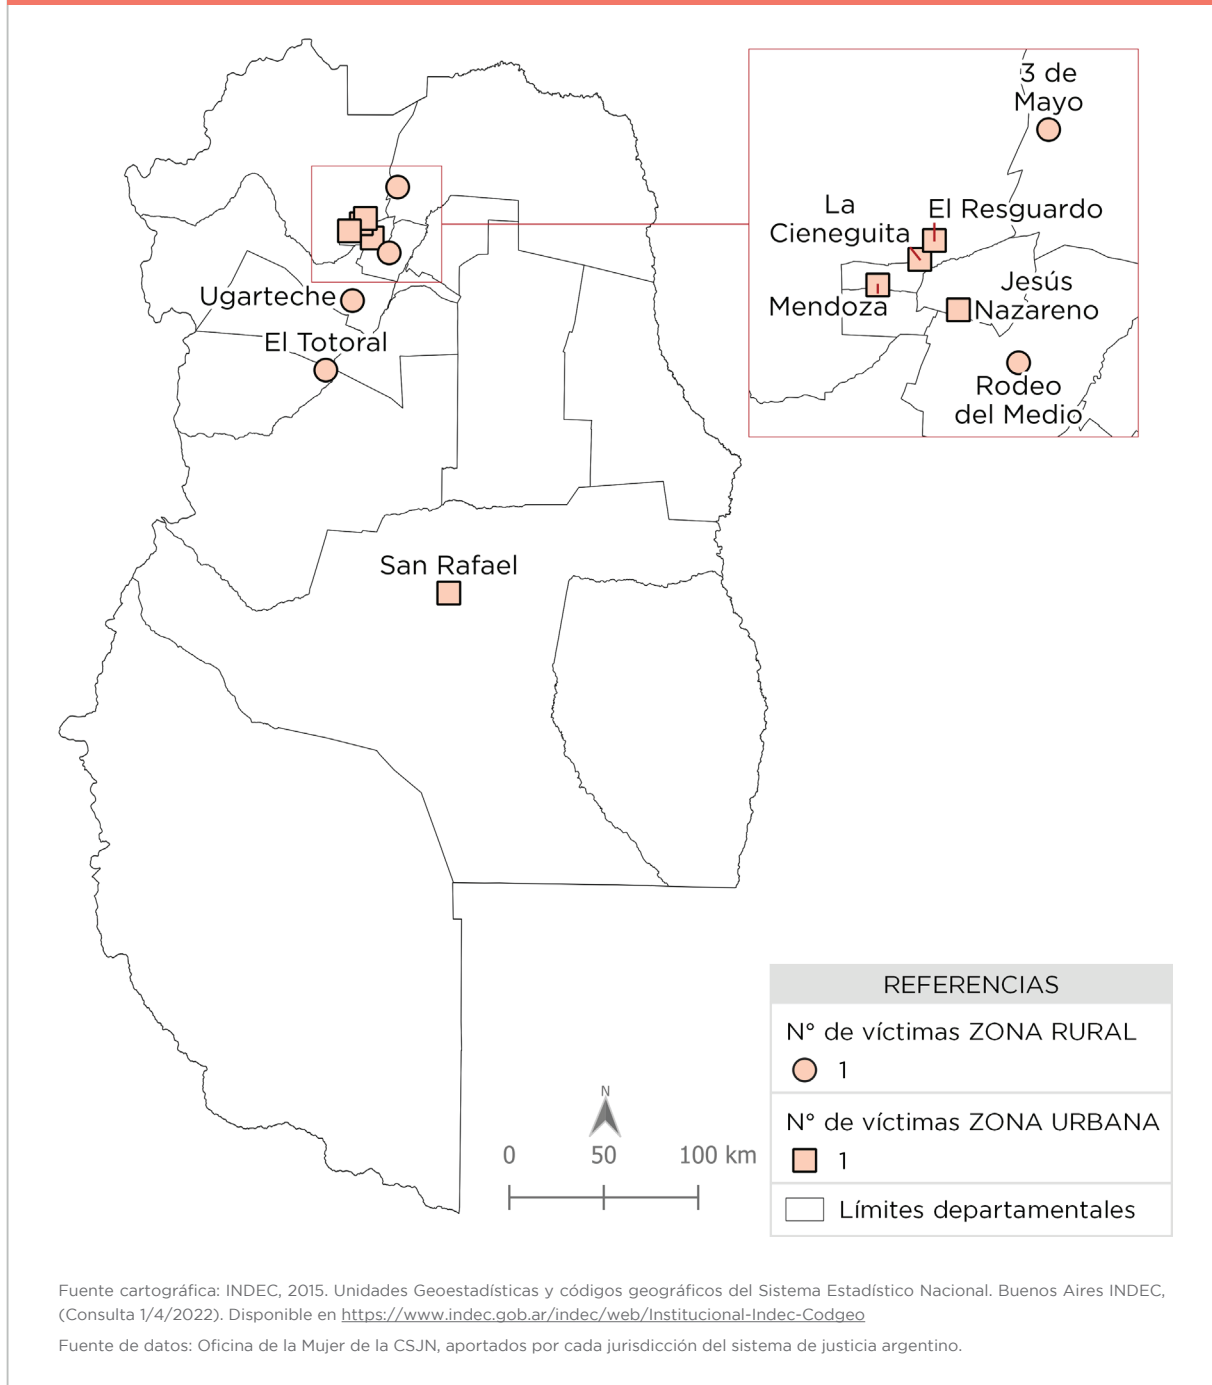 3 de
Mayo
La
Cieneguita
El Resguardo
Jesús
Nazareno
Mendoza
Rodeo
del Medio
Ugarteche
El Totoral
San Rafael
REFERENCIAS
N° de víctimas ZONA RURAL
1
N° de víctimas ZONA URBANA
1
Límites departamentales
N
0 50 100 km
Fuente cartográfica: INDEC, 2015. Unidades Geoestadísticas y códigos geográficos del Sistema Estadístico Nacional. Buenos Aires INDEC,
(Consulta 1/4/2022). Disponible en https://www.indec.gob.ar/indec/web/Institucional-Indec-Codgeo
Fuente de datos: Oficina de la Mujer de la CSJN, aportados por cada jurisdicción del sistema de justicia argentino.